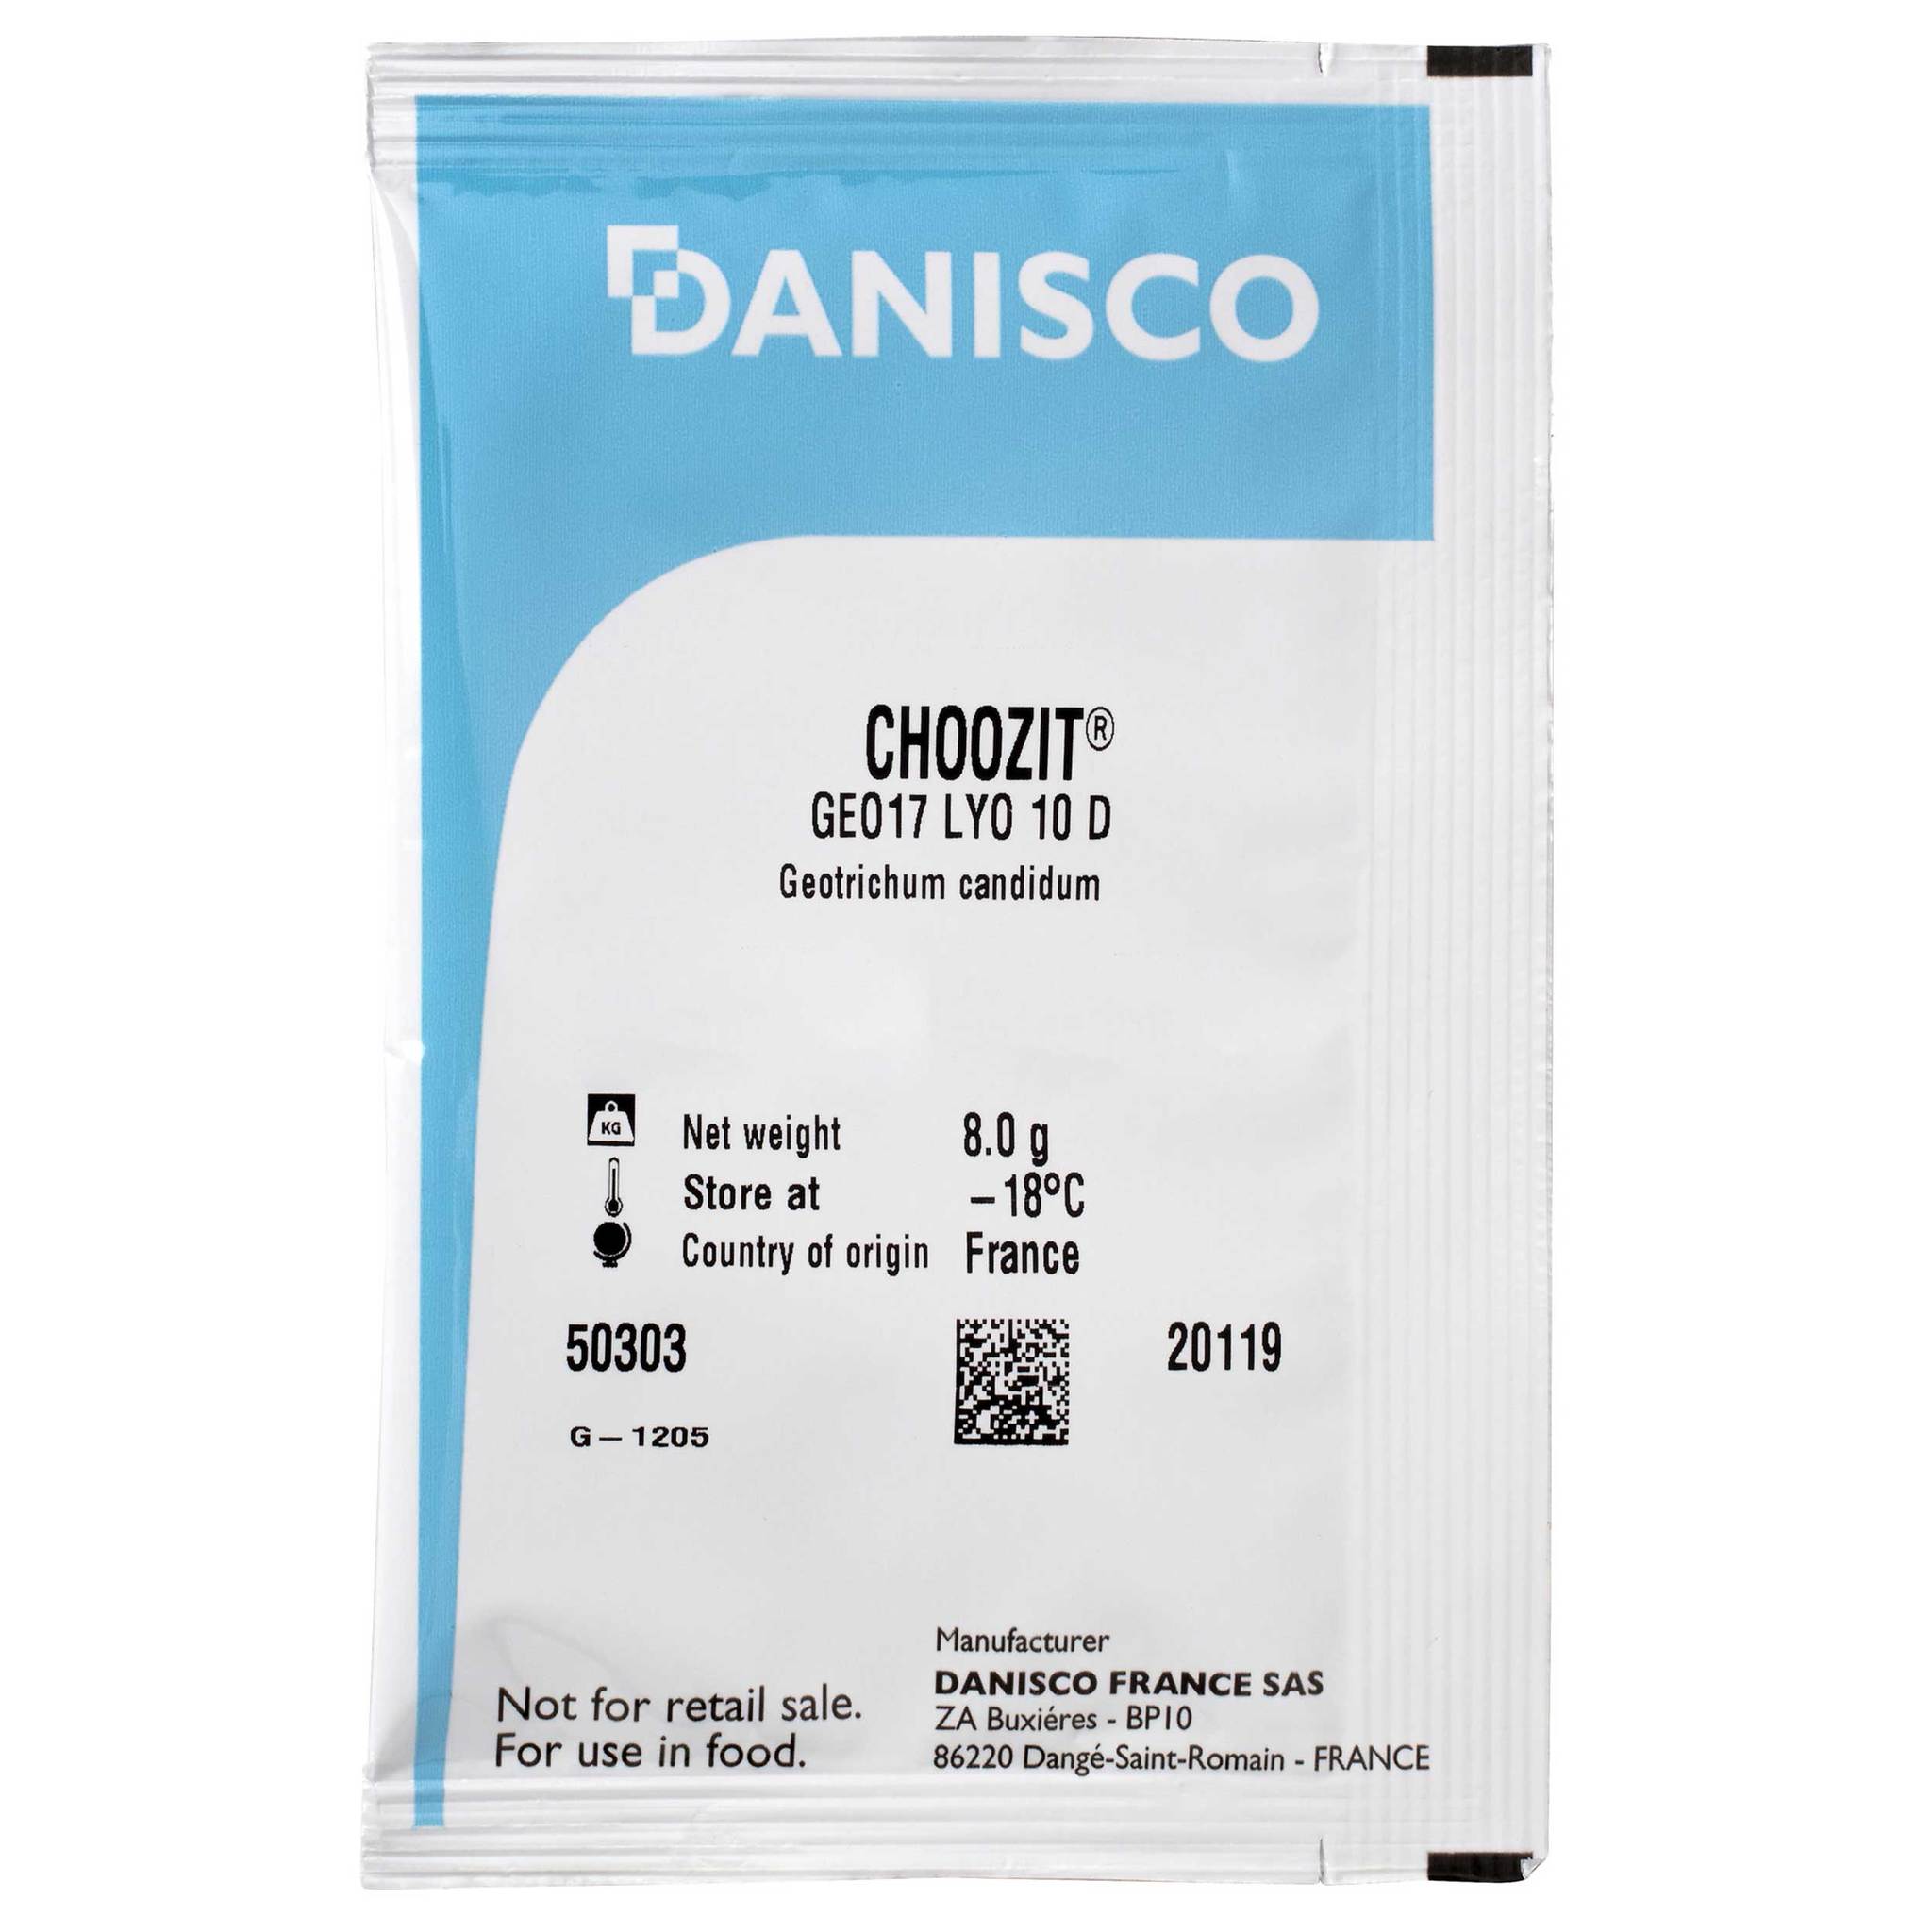 DANISCO
CHOOZIT®
GEO17 LYO 10 D
Geotrichum candidum
KG Net weight 8.0 g
Store at –18°C
Country of origin France
50303 20119
G – 1205
Not for retail sale.
For use in food.
Manufacturer
DANISCO FRANCE SAS
ZA Buxiéres - BP10
86220 Dangé-Saint-Romain - FRANCE